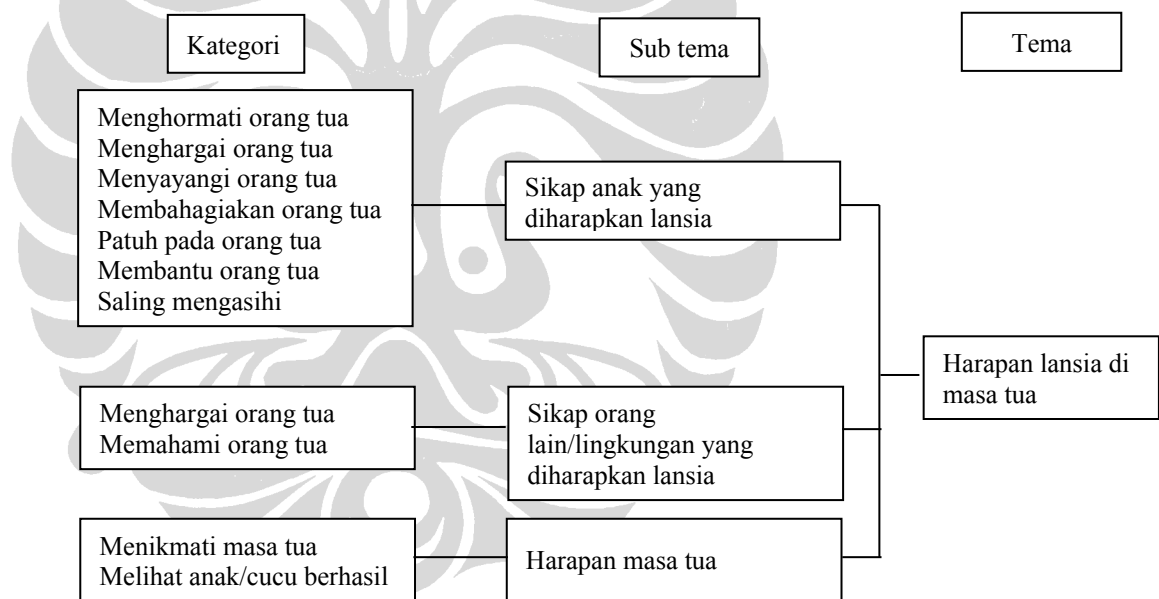 Kategori
Sub tema
Tema
Menghormati orang tua
Menghargai orang tua
Menyayangi orang tua
Membahagiakan orang tua
Patuh pada orang tua
Membantu orang tua
Saling mengasihi
Sikap anak yang
diharapkan lansia
Harapan lansia di
masa tua
Menghargai orang tua
Memahami orang tua
Sikap orang
lain/lingkungan yang
diharapkan lansia
Menikmati masa tua
Melihat anak/cucu berhasil
Harapan masa tua